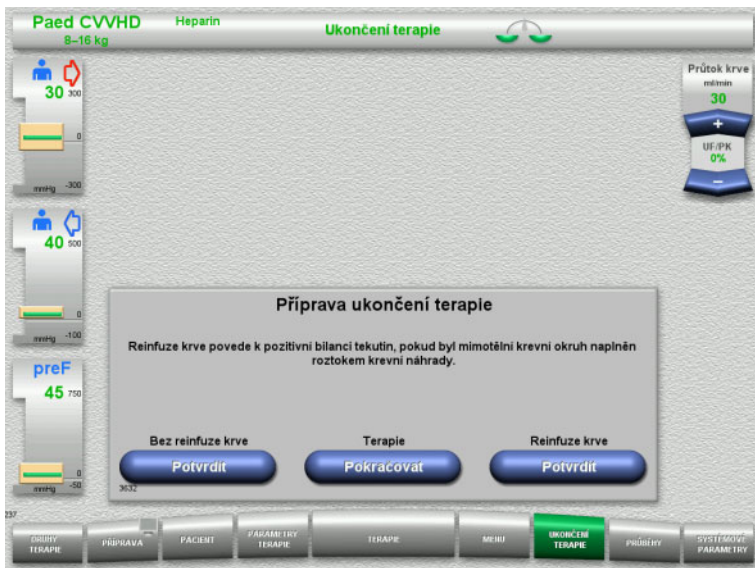 Paed CVVHD
8–16 kg
Heparin
Ukončení terapie
30
300
0
-300
mmHg
40
500
0
-100
mmHg
preF
45
750
0
-50
mmHg
Průtok krve
ml/min
30
+
UF/PK
0%
–
Příprava ukončení terapie
Reinfuze krve povede k pozitivní bilanci tekutin, pokud byl mimotělní krevní okruh naplněn
roztokem krevní náhrady.
Bez reinfuze krve
Potvrdit
Terapie
Pokračovat
Reinfuze krve
Potvrdit
3632
237
DRUHY
TERAPIE
PŘÍPRAVA
PACIENT
PARAMETRY
TERAPIE
TERAPIE
MENU
UKONČENÍ
TERAPIE
PRŮBĚHY
SYSTÉMOVÉ
PARAMETRY